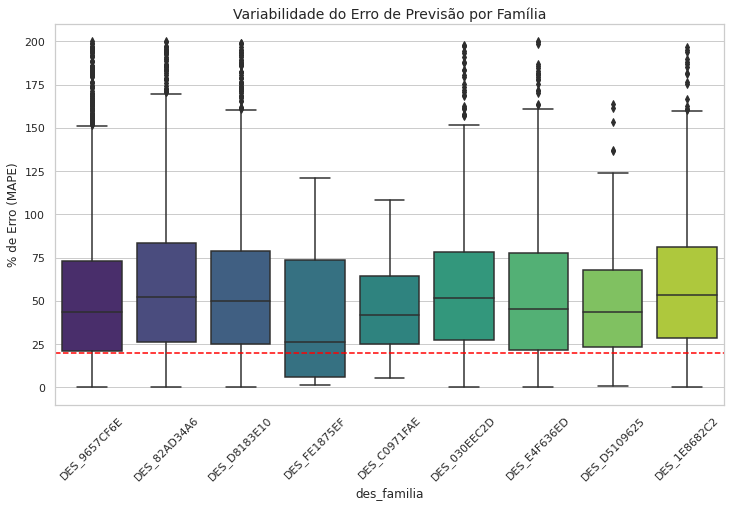 Variabilidade do Erro de Previsão por Família
% de Erro (MAPE)
200
175
150
125
100
75
50
25
0
DES_9657CF6E
DES_82AD34A6
DES_D8183E10
DES_FE1875EF
DES_C0971FAE
DES_030EEC2D
DES_E4F636ED
DES_D5109625
DES_1E8682C2
des_familia